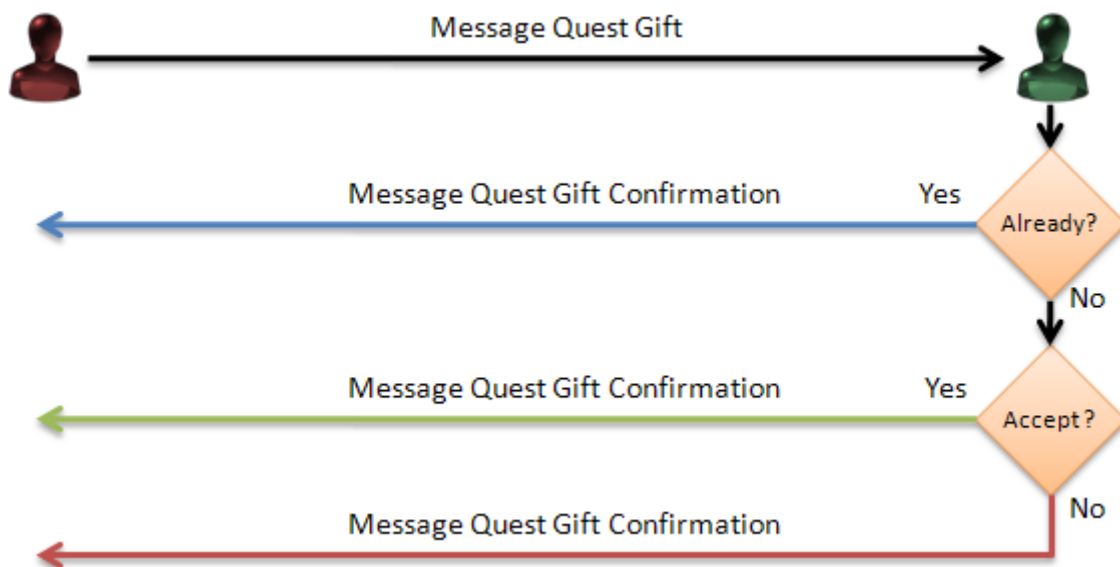 Message Quest Gift
Message Quest Gift Confirmation
Yes
Already?
No
Message Quest Gift Confirmation
Yes
Accept?
No
Message Quest Gift Confirmation